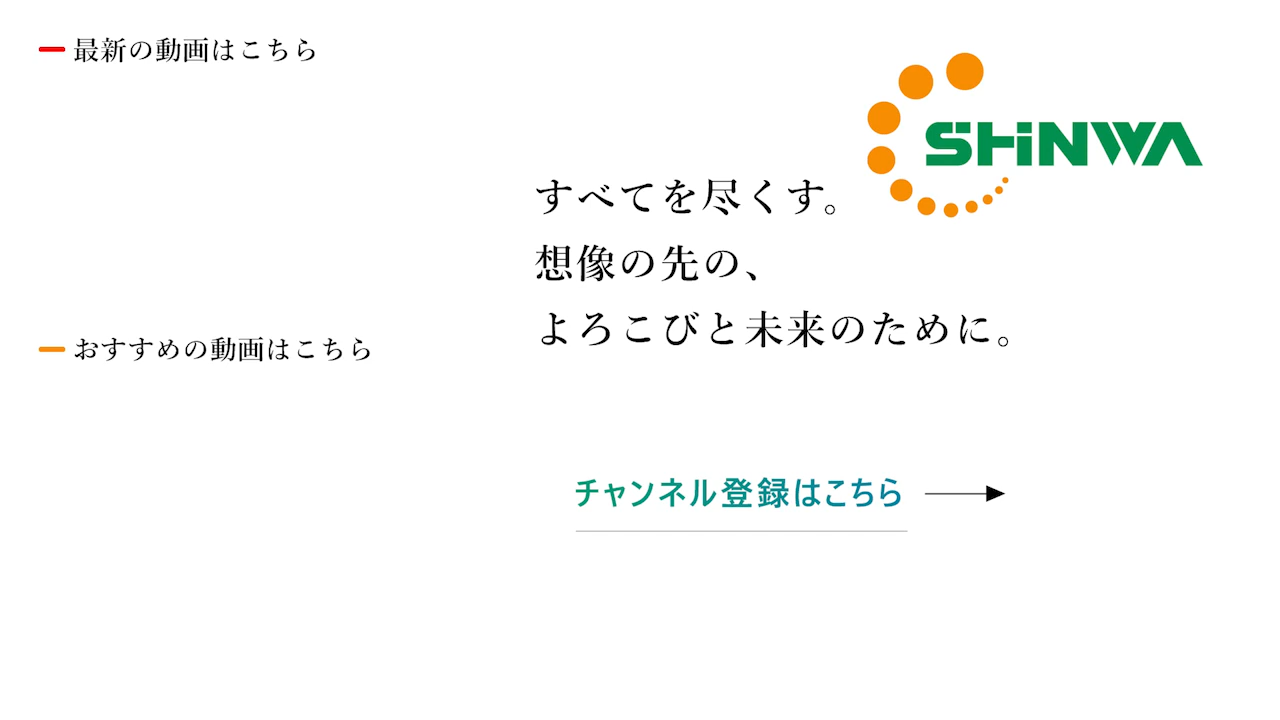 最新の動画はこちら
SHiNWA
すべてを尽くす。
想像の先の、
よろこびと未来のために。
おすすめの動画はこちら
チャンネル登録はこちら